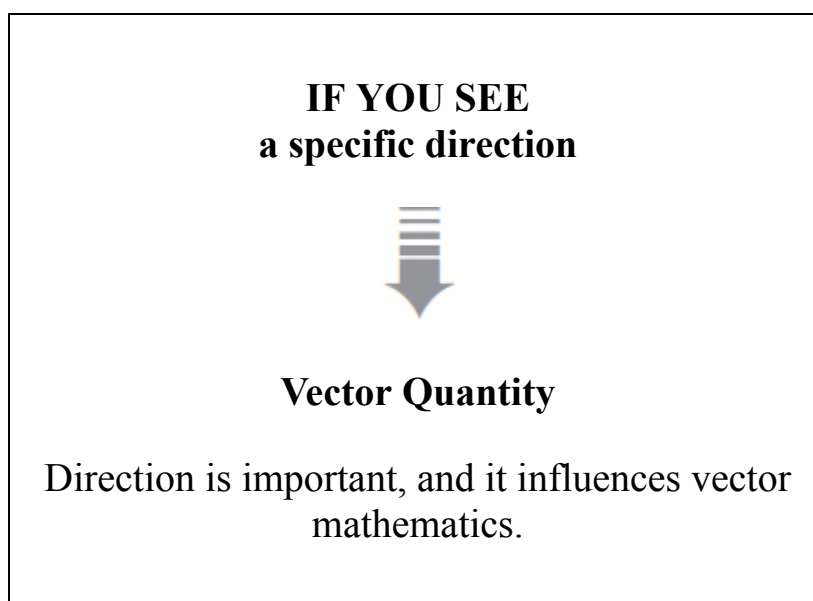 IF YOU SEE
a specific direction
Vector Quantity
Direction is important, and it influences vector
mathematics.